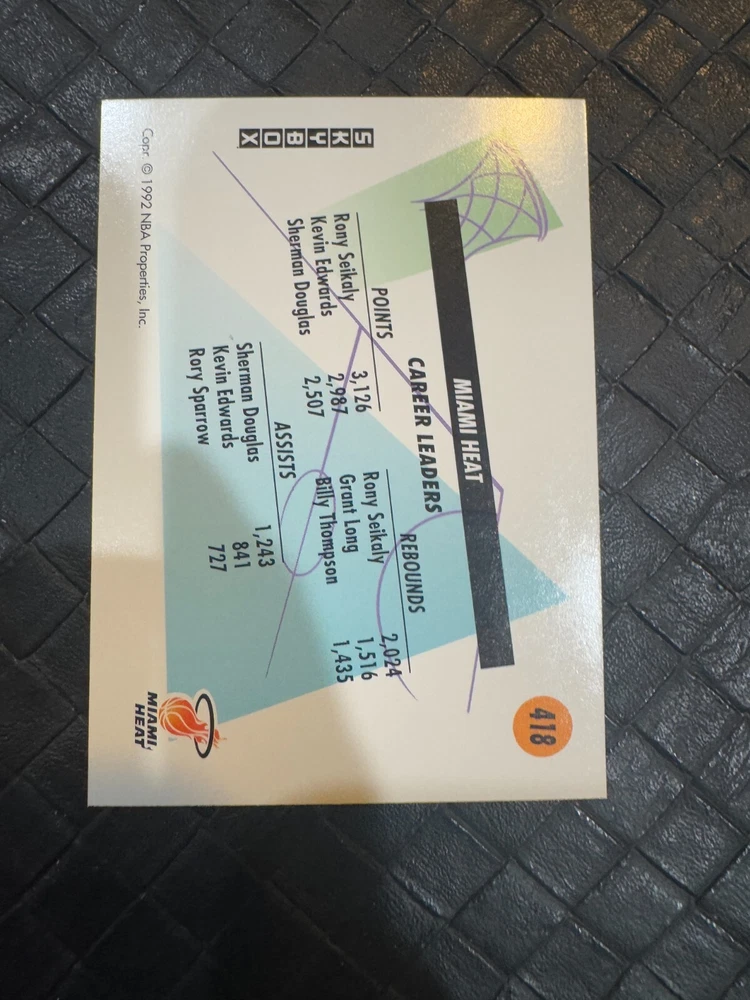 418
MIAMI HEAT
CAREER LEADERS
POINTS
Rony Seikaly 3,126
Kevin Edwards 2,987
Sherman Douglas 2,507
REBOUNDS
Rony Seikaly 2,024
Grant Long 1,516
Billy Thompson 1,435
ASSISTS
Sherman Douglas 1,243
Kevin Edwards 841
Rory Sparrow 727
SKYBOX
Copr. © 1992 NBA Properties, Inc.
MIAMI
HEAT